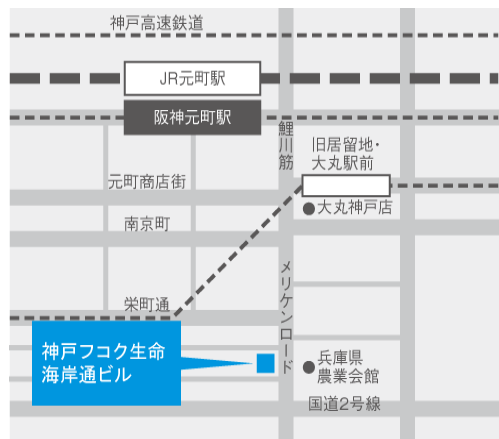 神戸高速鉄道
JR元町駅
阪神元町駅
鯉川筋
旧居留地・
大丸駅前
元町商店街
大丸神戸店
南京町
メリケンロード
栄町通
神戸フコク生命
海岸通ビル
兵庫県
農業会館
国道2号線